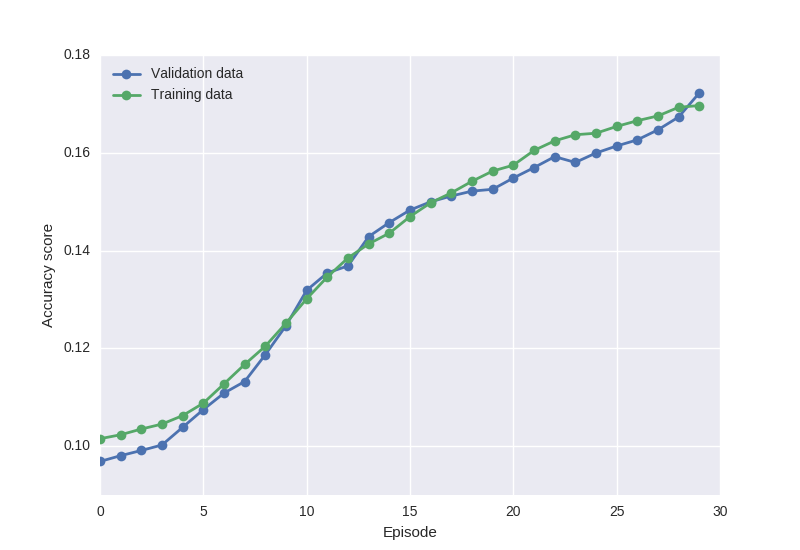 0.18
Validation data
Training data
0.16
0.14
Accuracy score
0.12
0.10
0 5 10 15 20 25 30
Episode